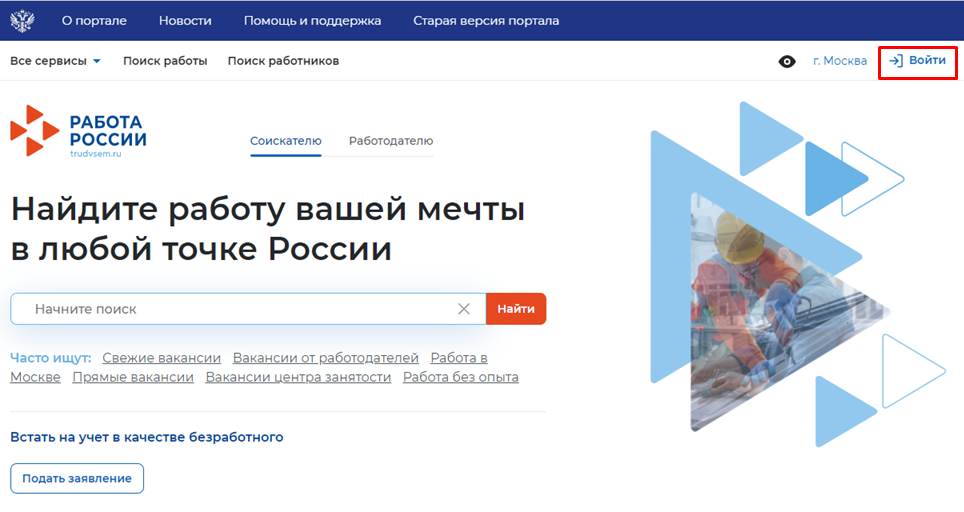 О портале Новости Помощь и поддержка Старая версия портала
Все сервисы Поиск работы Поиск работников г. Москва Войти
РАБОТА
РОССИИ
trudvsem.ru
Соискателю Работодателю
Найдите работу вашей мечты
в любой точке России
Начните поиск Найти
Часто ищут: Свежие вакансии Вакансии от работодателей Работа в
Москве Прямые вакансии Вакансии центра занятости Работа без опыта
Встать на учет в качестве безработного
Подать заявление